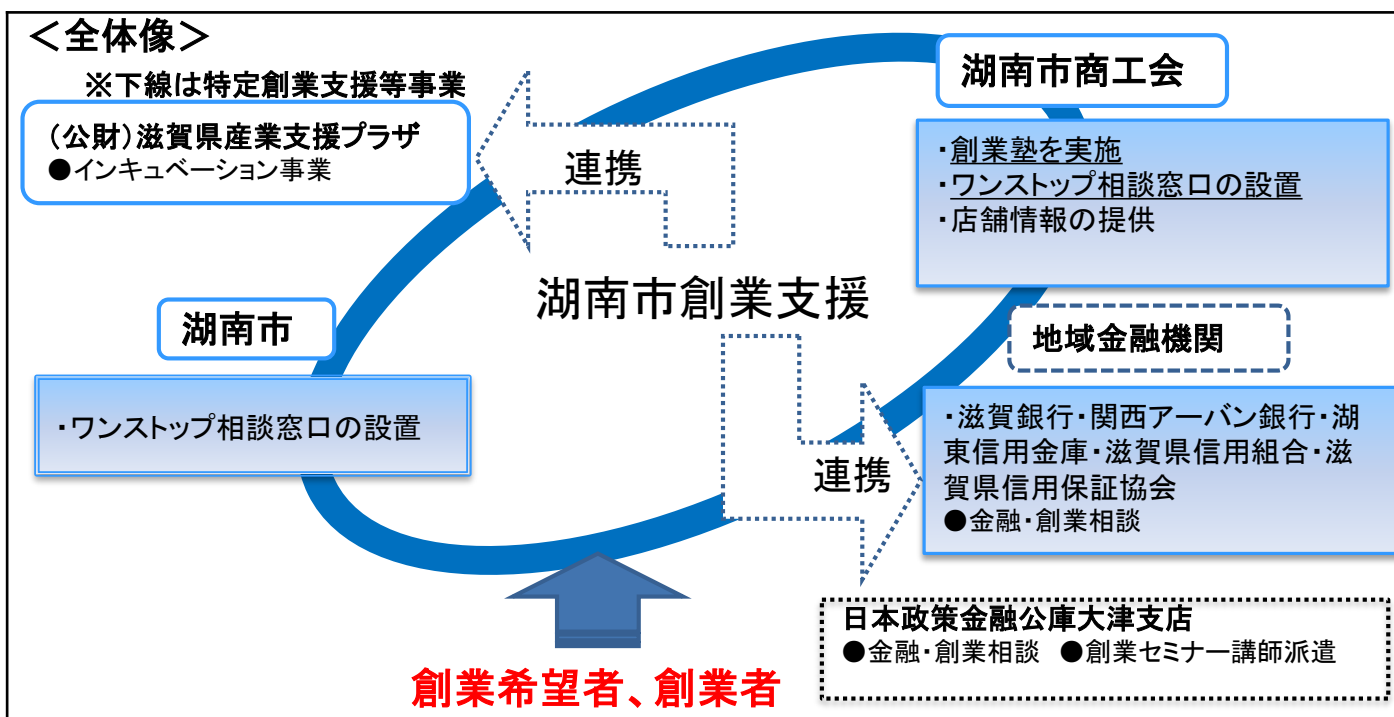 ＜全体像＞
※下線は特定創業支援等事業
（公財）滋賀県産業支援プラザ
●インキュベーション事業
連携
湖南市商工会
・創業塾を実施
・ワンストップ相談窓口の設置
・店舗情報の提供
湖南市創業支援
湖南市
・ワンストップ相談窓口の設置
地域金融機関
・滋賀銀行・関西アーバン銀行・湖
東信用金庫・滋賀県信用組合・滋
賀県信用保証協会
●金融・創業相談
連携
日本政策金融公庫大津支店
●金融・創業相談　●創業セミナー講師派遣
創業希望者、創業者